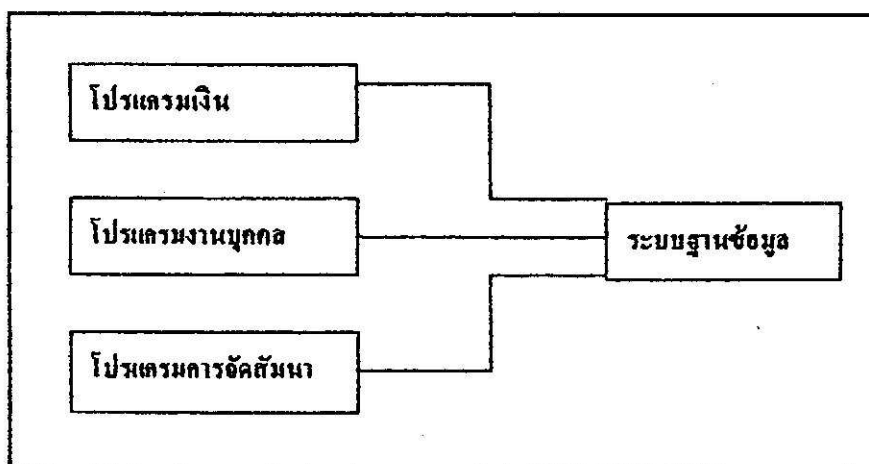 โปรแกรมเงิน
โปรแกรมงานบุคคล
ระบบฐานข้อมูล
โปรแกรมการจัดสัมนา